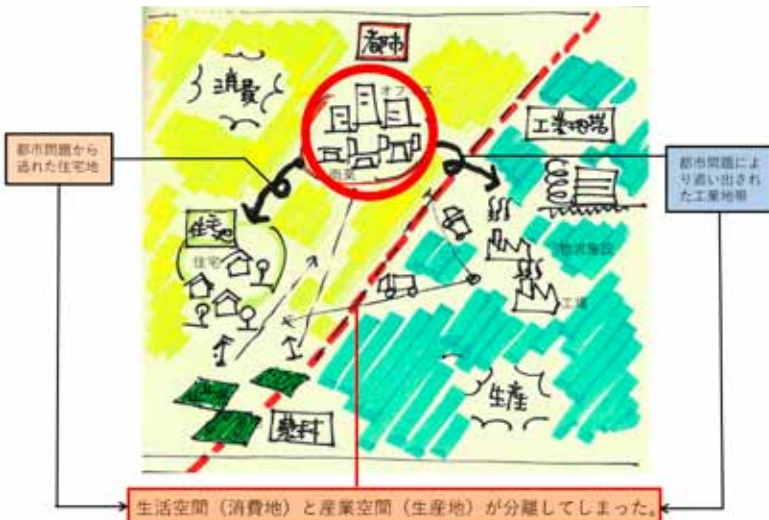 都市
消費
オフィス
工業地帯
都市問題から
逃れた住宅地
都市問題によ
り追い出され
た工業地帯
商業
住宅地
住宅
物流施設
工場
生産
生活空間（消費地）と産業空間（生産地）が分離してしまった。